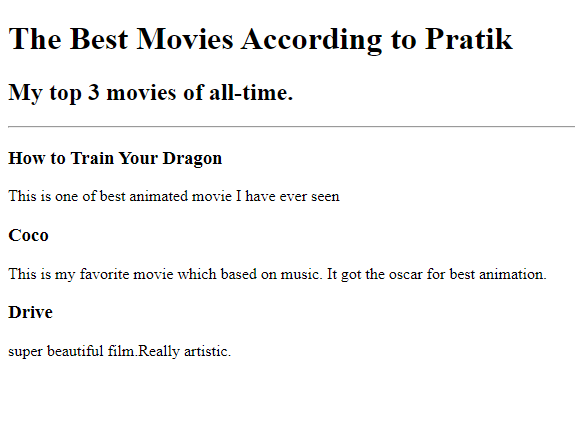 The Best Movies According to Pratik
My top 3 movies of all-time.
How to Train Your Dragon
This is one of best animated movie I have ever seen
Coco
This is my favorite movie which based on music. It got the oscar for best animation.
Drive
super beautiful film.Really artistic.